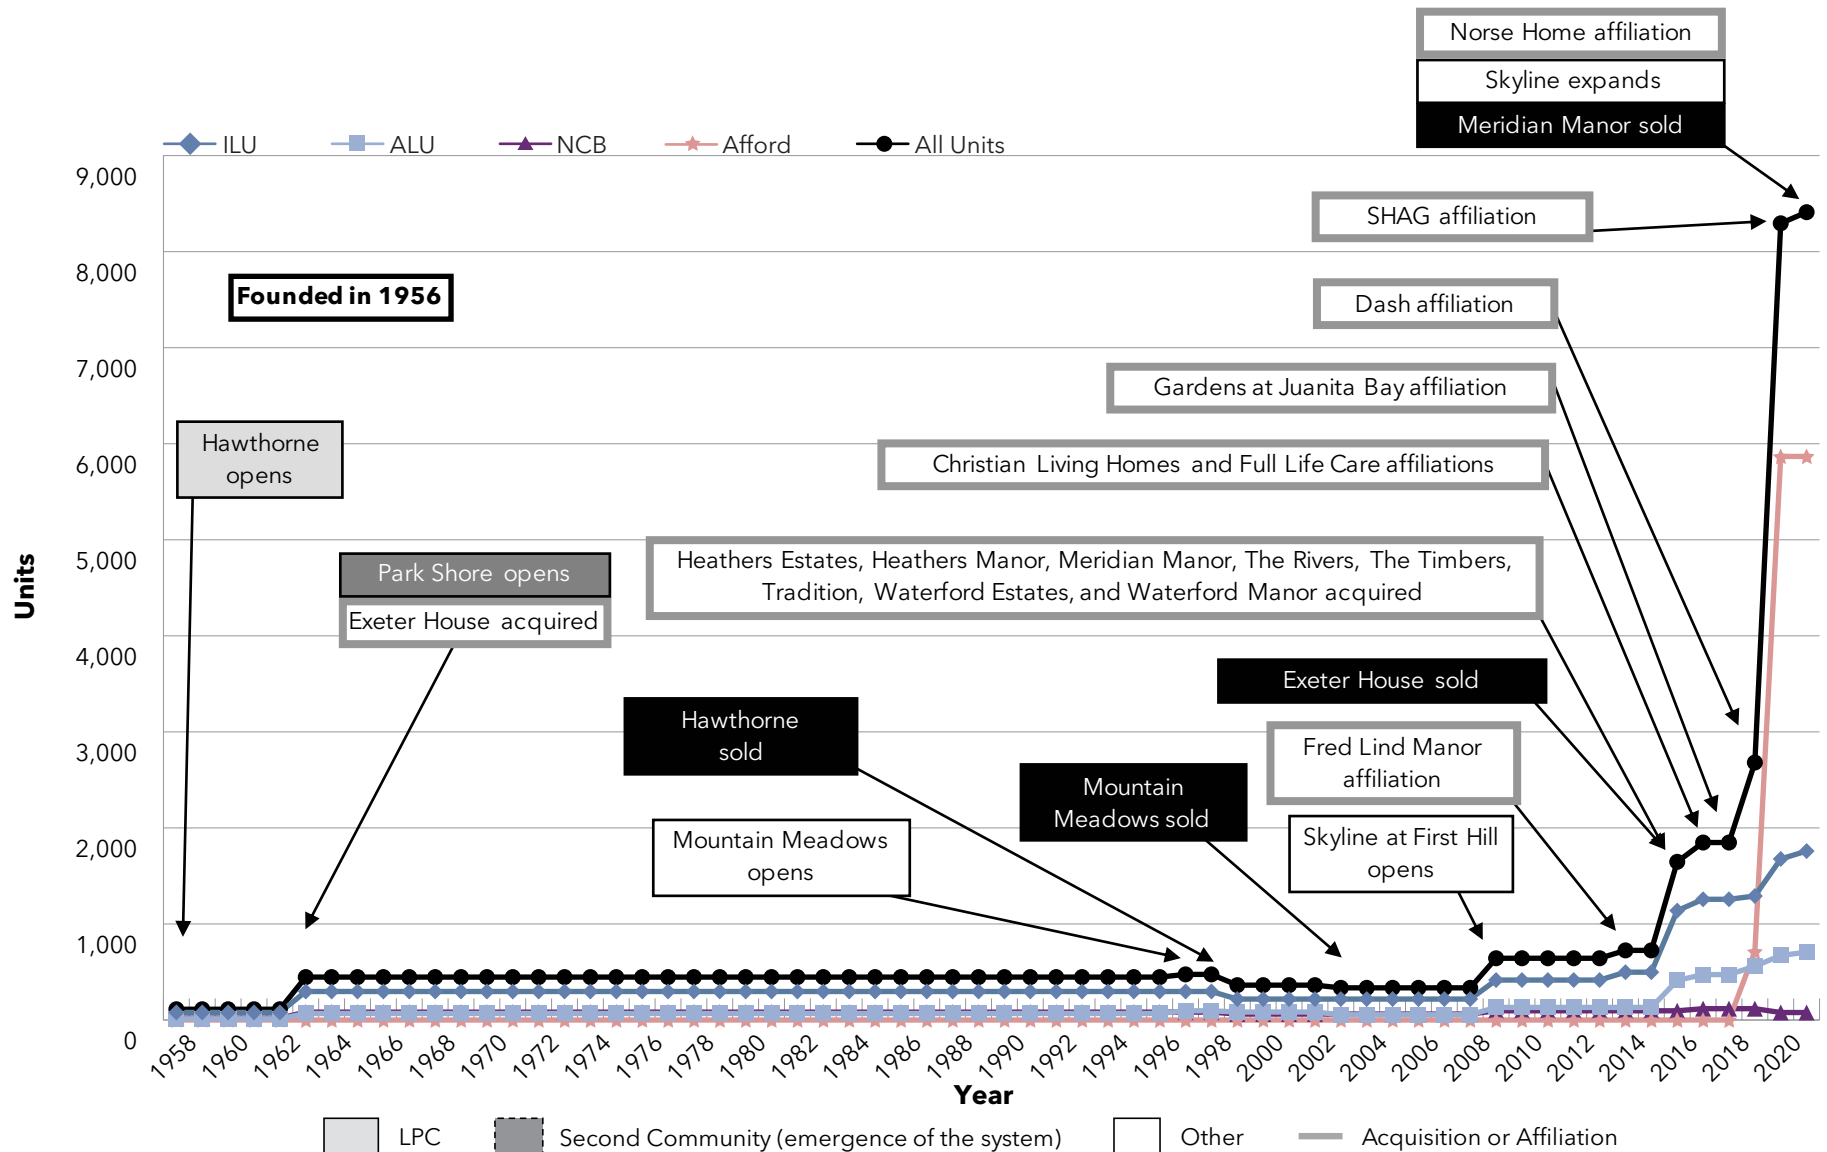 Norse Home affiliation
Skyline expands
Meridian Manor sold
ILU
ALU
NCB
Afford
All Units
9,000
SHAG affiliation
8,000
Founded in 1956
Dash affiliation
7,000
Gardens at Juanita Bay affiliation
Hawthorne
opens
6,000
Christian Living Homes and Full Life Care affiliations
5,000
Heathers Estates, Heathers Manor, Meridian Manor, The Rivers, The Timbers,
Tradition, Waterford Estates, and Waterford Manor acquired
Park Shore opens
Exeter House acquired
Units
4,000
Exeter House sold
Hawthorne
sold
3,000
Fred Lind Manor
affiliation
Mountain
Meadows sold
Mountain Meadows
opens
2,000
Skyline at First Hill
opens
1,000
0
1958
1960
1962
1964
1966
1968
1970
1972
1974
1976
1978
1980
1982
1984
1986
1988
1990
1992
1994
1996
1998
2000
2002
2004
2006
2008
2010
2012
2014
2016
2018
2020
Year
LPC
Second Community (emergence of the system)
Other
Acquisition or Affiliation